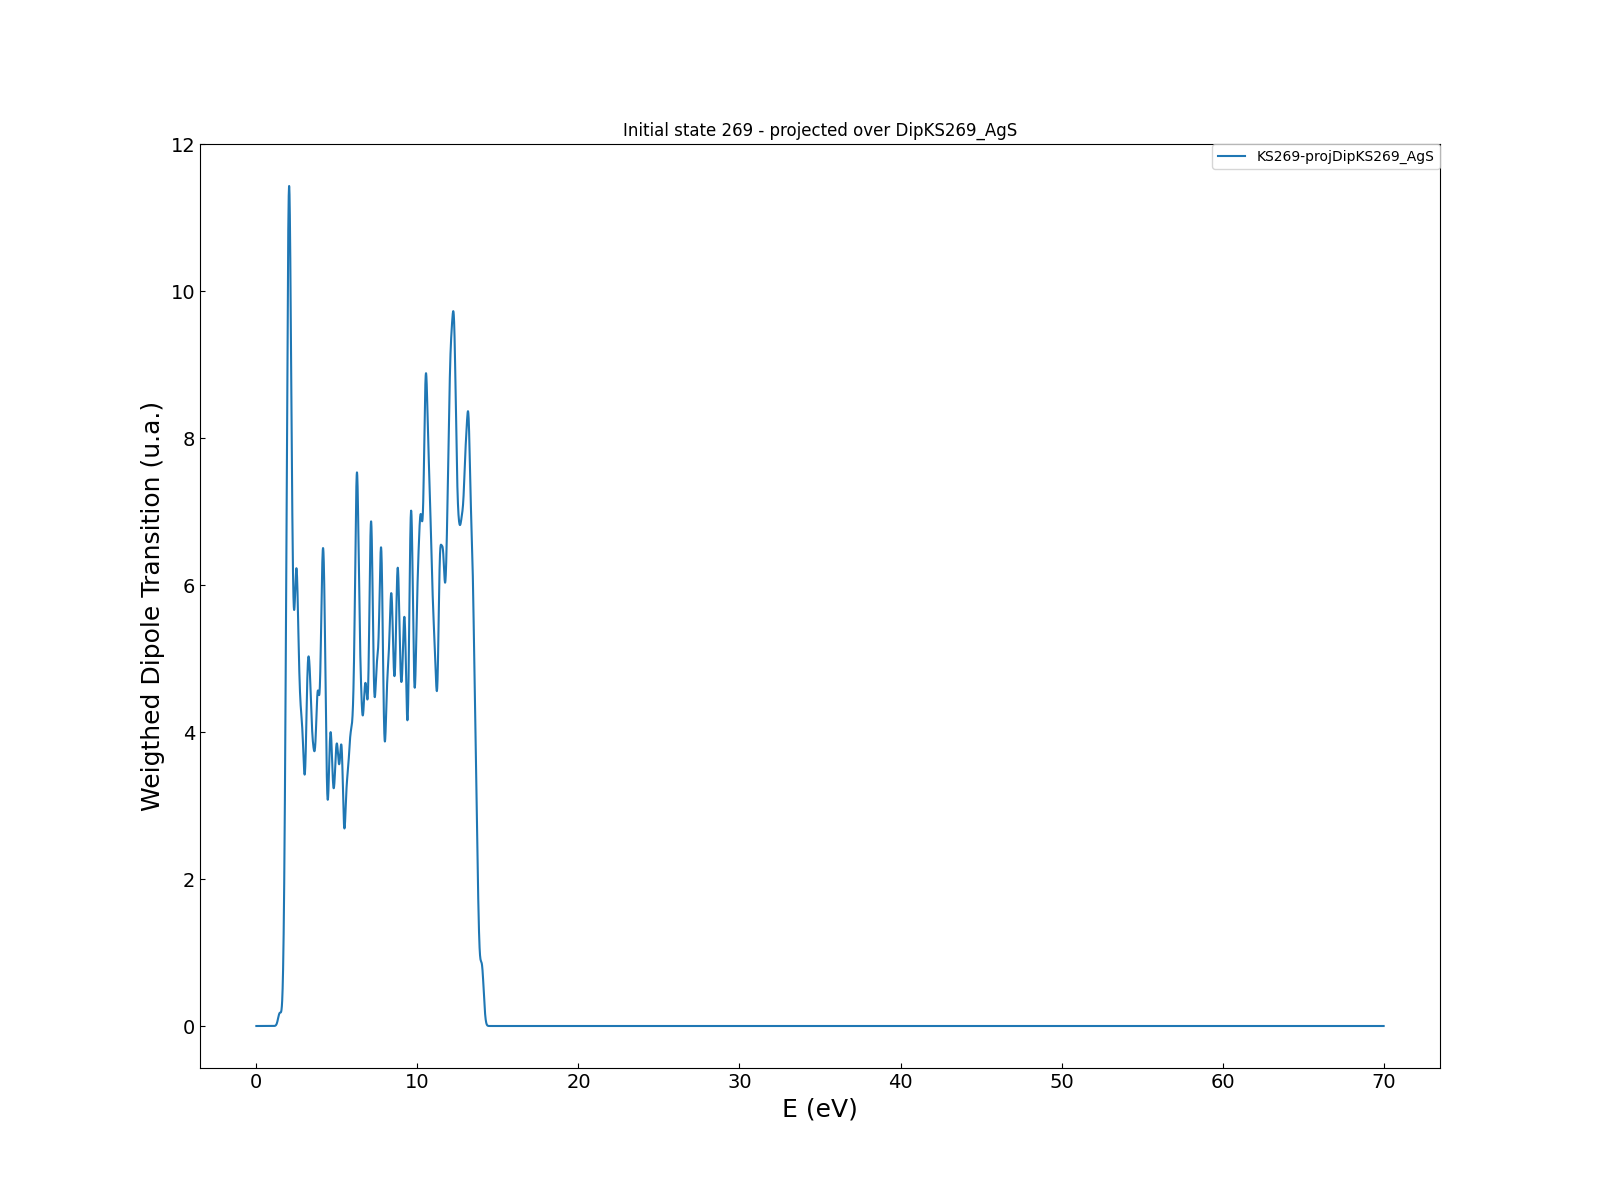 Initial state 269 - projected over DipKS269_AgS
KS269-projDipKS269_AgS
Weigthed Dipole Transition (u.a.)
12
10
8
6
4
2
0
0 10 20 30 40 50 60 70
E (eV)